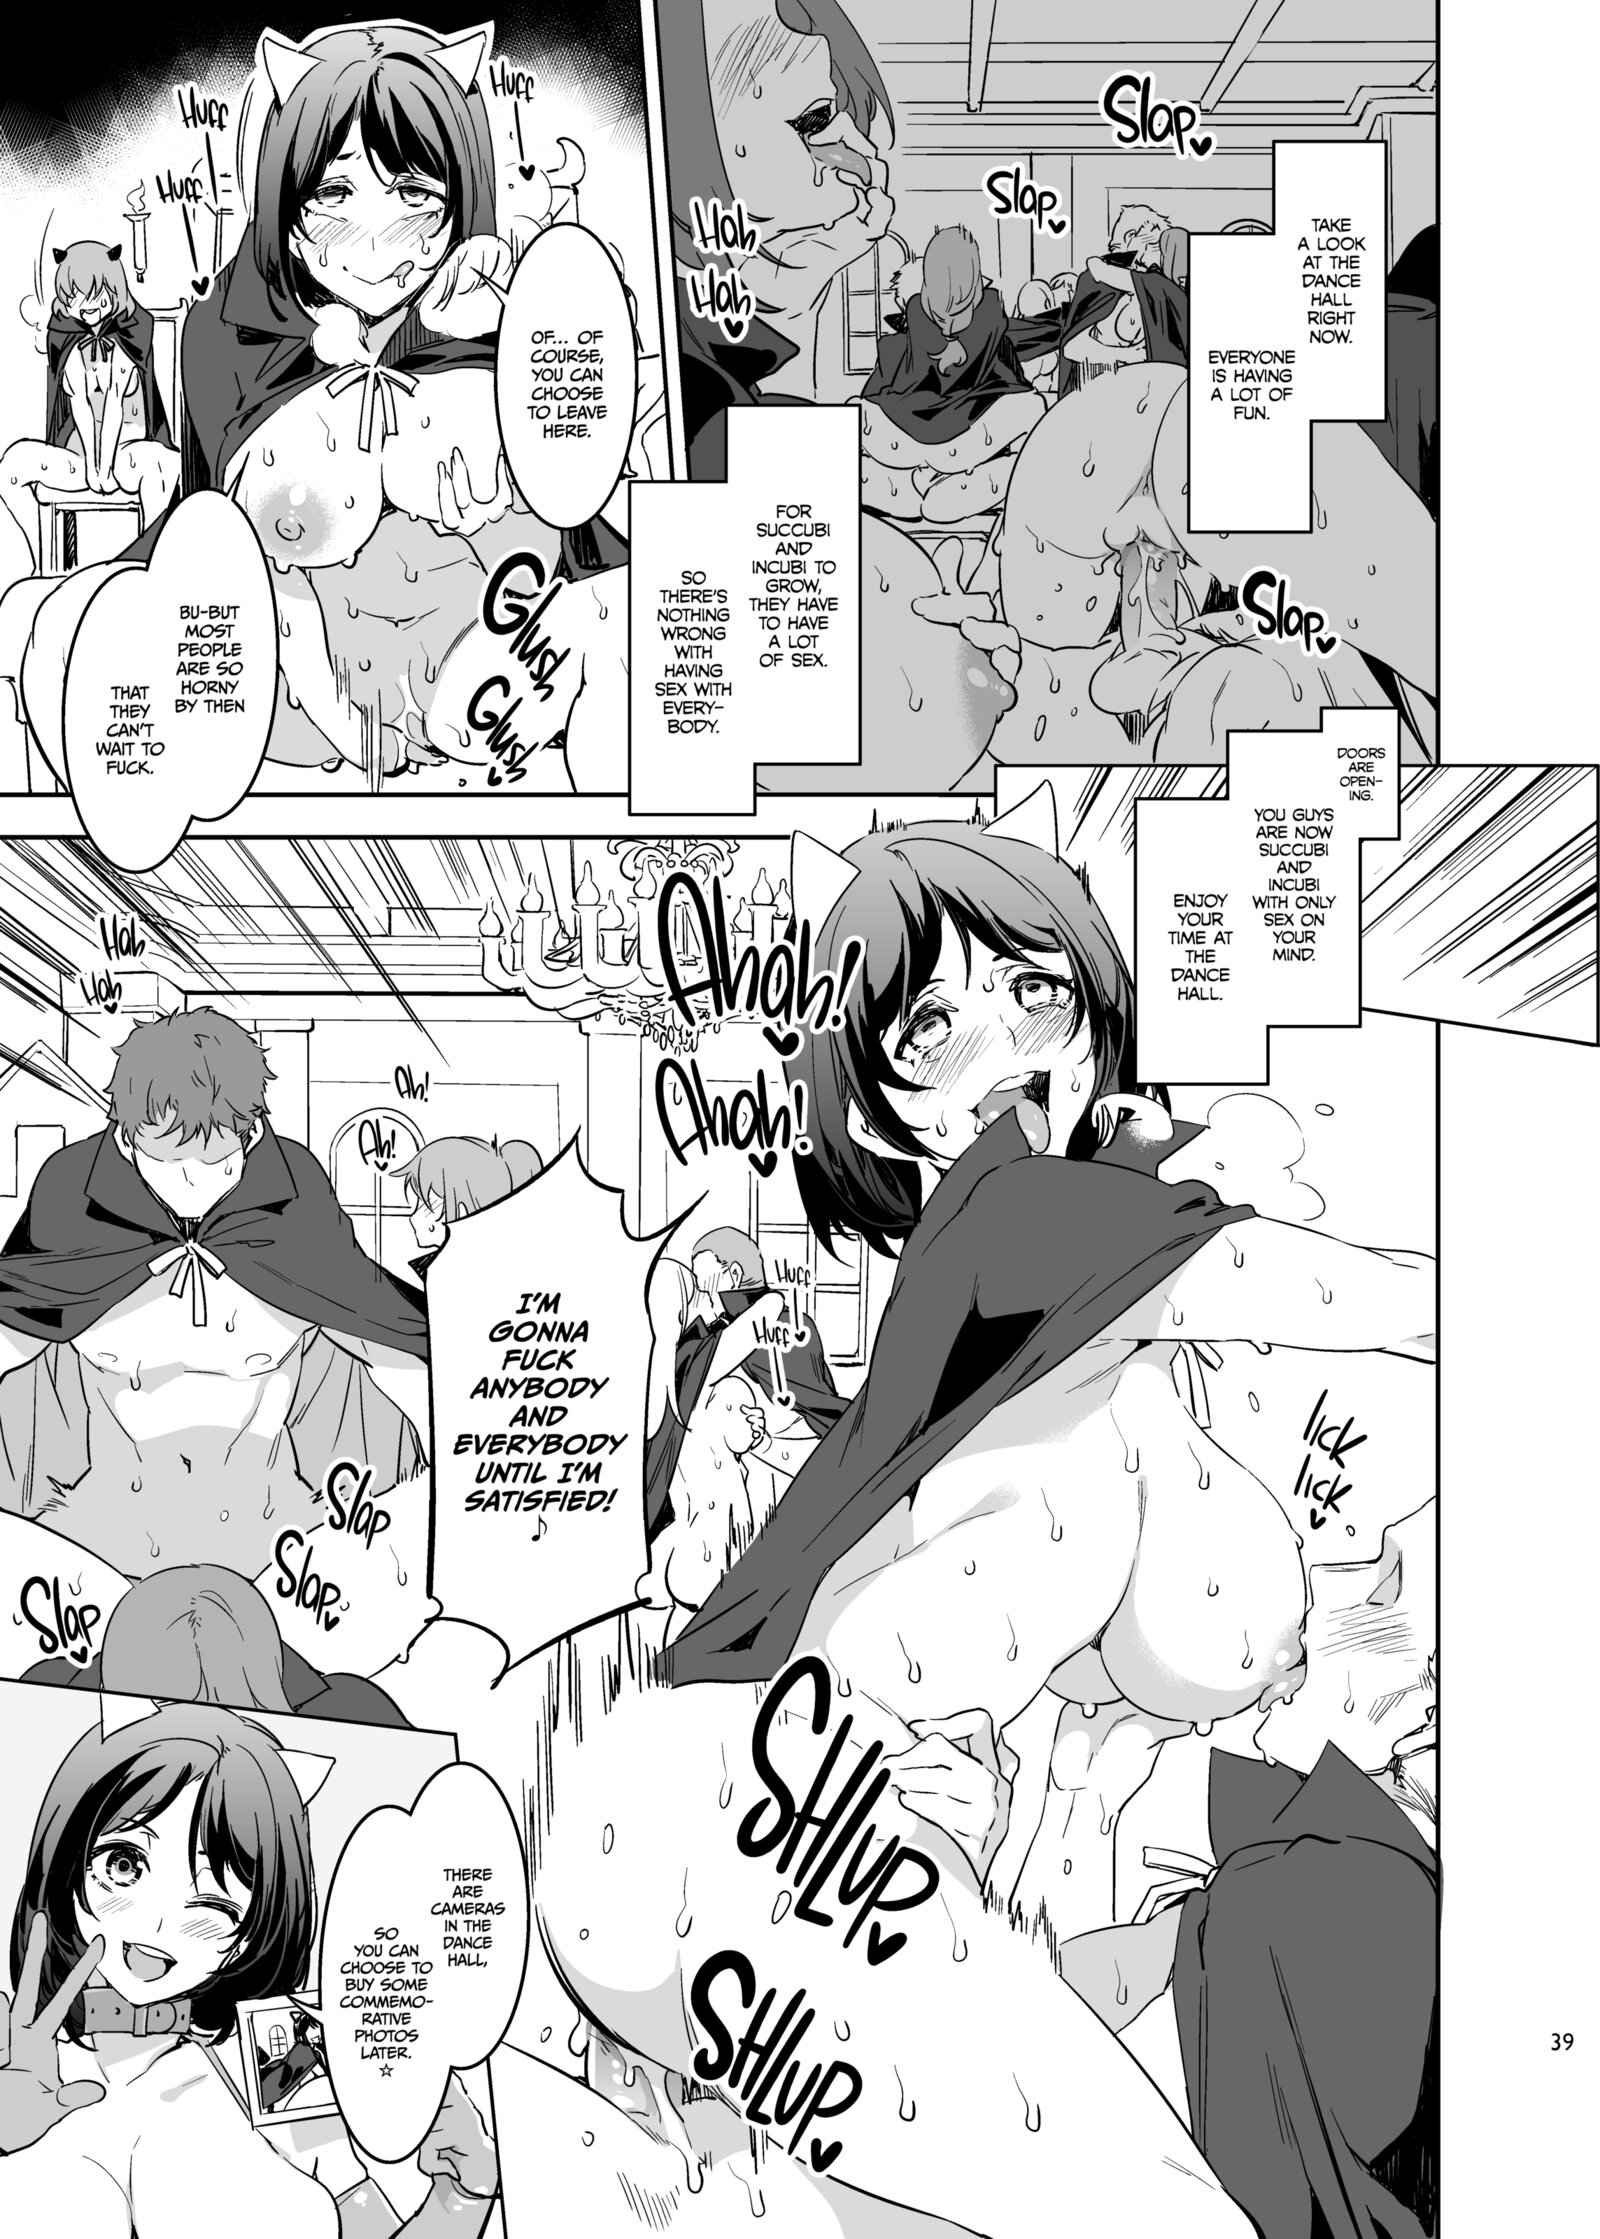 TAKE
A LOOK
AT THE
DANCE
HALL
RIGHT
NOW.
EVERYONE
IS HAVING
A LOT OF
FUN.
SLAP
SLAP
SLAP
HAH
HAH
FOR
SUCCUBI
AND
INCUBI TO
GROW,
THEY HAVE
TO HAVE
A LOT
OF SEX.
SO
THERE'S
NOTHING
WRONG
WITH
HAVING
SEX WITH
EVERY-
BODY.
HUFF
HUFF
HUFF
OF... OF
COURSE,
YOU CAN
CHOOSE
TO LEAVE
HERE.
BU-BUT
MOST
PEOPLE
ARE SO
HORNY
BY THEN
THAT
THEY
CAN'T
WAIT TO
FUCK.
GLUSH
GLUSH
DOORS
ARE
OPEN-
ING.
YOU GUYS
ARE NOW
SUCCUBI
AND
INCUBI
WITH ONLY
SEX ON
YOUR
MIND.
ENJOY
YOUR
TIME AT
THE
DANCE
HALL.
AHAH!
AHAH!
HAH
HAH
AH!
AH!
I'M
GONNA
FUCK
ANYBODY
AND
EVERYBODY
UNTIL I'M
SATISFIED!
♪
HUFF
HUFF
LICK
LICK
SLAP
SLAP
SLAP
SHLUP
SHLUP
THERE
ARE
CAMERAS
IN THE
DANCE
HALL,
SO
YOU CAN
CHOOSE TO
BUY SOME
COMMEMO-
RATIVE
PHOTOS
LATER.
☆
39